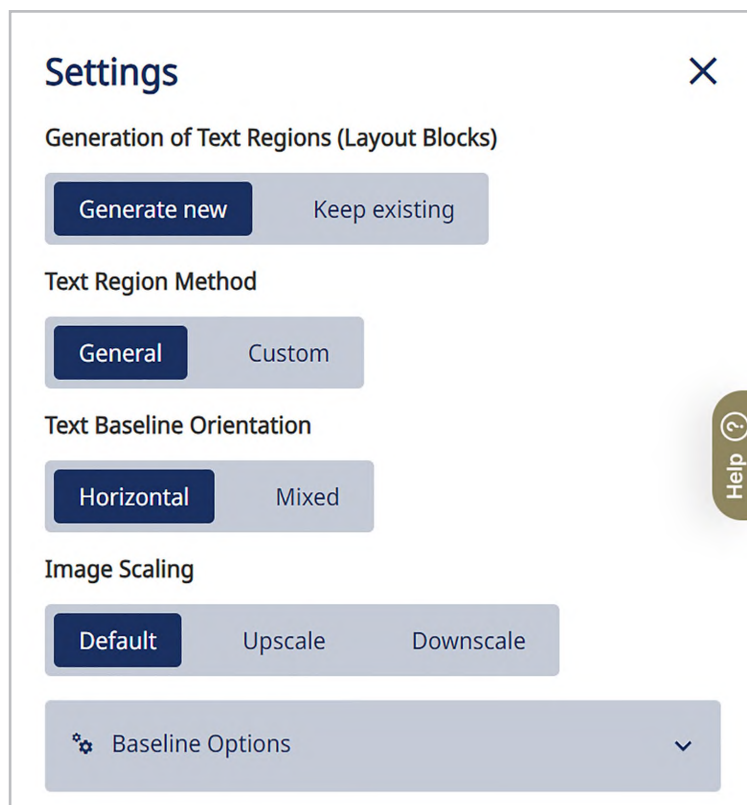 Settings
Generation of Text Regions (Layout Blocks)
Generate new Keep existing
Text Region Method
General Custom
Text Baseline Orientation
Horizontal Mixed
Help
Image Scaling
Default Upscale Downscale
Baseline Options